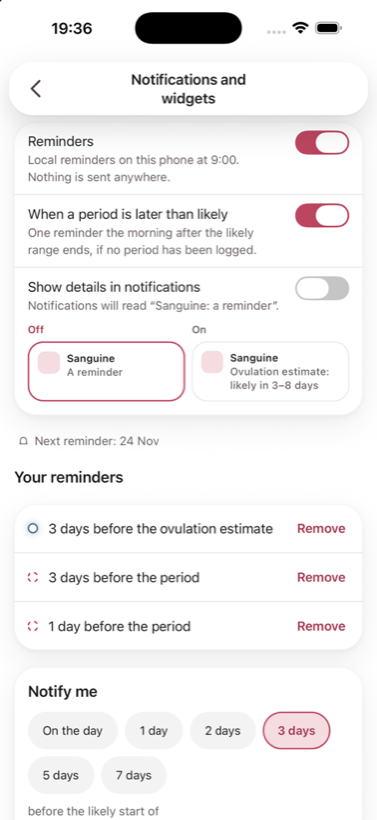 19:36
Notifications and
widgets
Reminders
Local reminders on this phone at 9:00.
Nothing is sent anywhere.
When a period is later than likely
One reminder the morning after the likely
range ends, if no period has been logged.
Show details in notifications
Notifications will read “Sanguine: a reminder”.
Off
On
Sanguine
A reminder
Sanguine
Ovulation estimate:
likely in 3–8 days
Next reminder: 24 Nov
Your reminders
3 days before the ovulation estimate
Remove
3 days before the period
Remove
1 day before the period
Remove
Notify me
On the day
1 day
2 days
3 days
5 days
7 days
before the likely start of